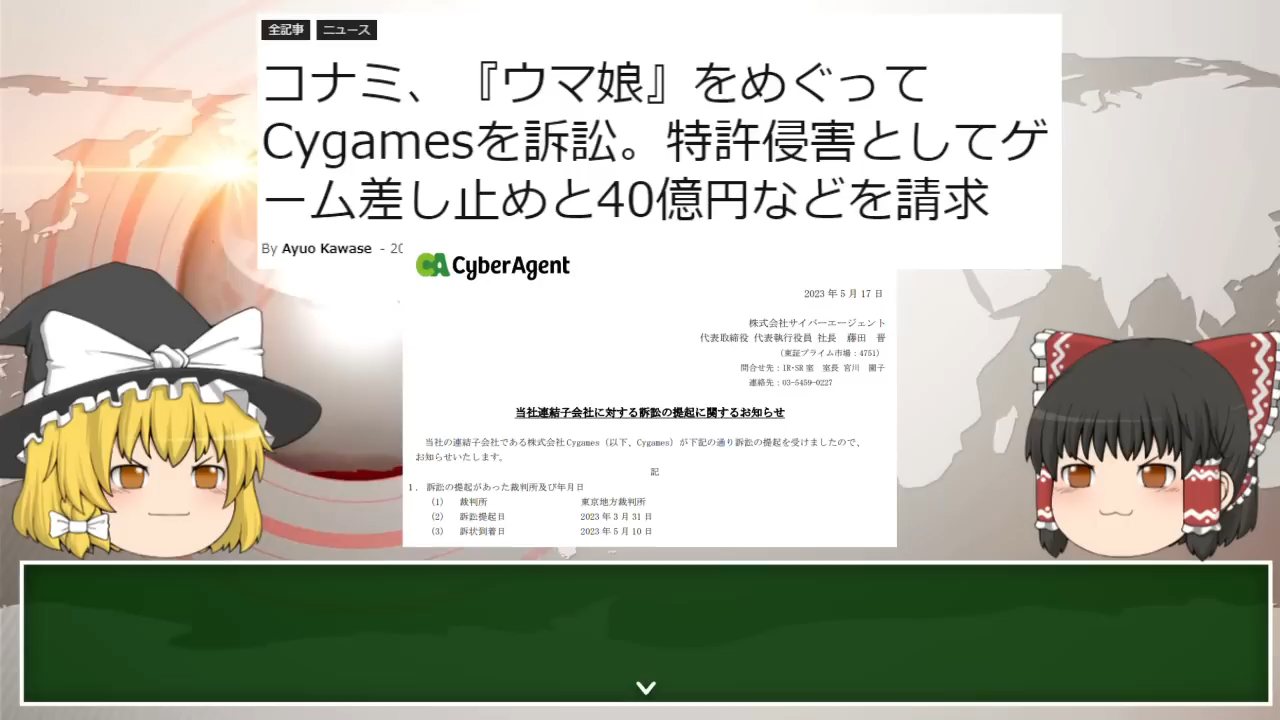 全記事 ニュース
コナミ、『ウマ娘』をめぐって
Cygamesを訴訟。特許侵害としてゲ
ーム差し止めと40億円などを請求
By Ayuo Kawase - 20
CyberAgent
2023年5月17日
株式会社サイバーエージェント
代表取締役 代表執行役員 社長 藤田 晋
(東証プライム市場:4751)
問合せ先:IR・SR室 室長 宮川 園子
連絡先:03-5459-0227
当社連結子会社に対する訴訟の提起に関するお知らせ
当社の連結子会社である株式会社Cygames(以下、Cygames)が下記の通り訴訟の提起を受けましたので、
お知らせいたします。
記
1. 訴訟の提起があった裁判所及び年月日
(1) 裁判所 東京地方裁判所
(2) 訴訟提起日 2023年3月31日
(3) 訴状到着日 2023年5月10日